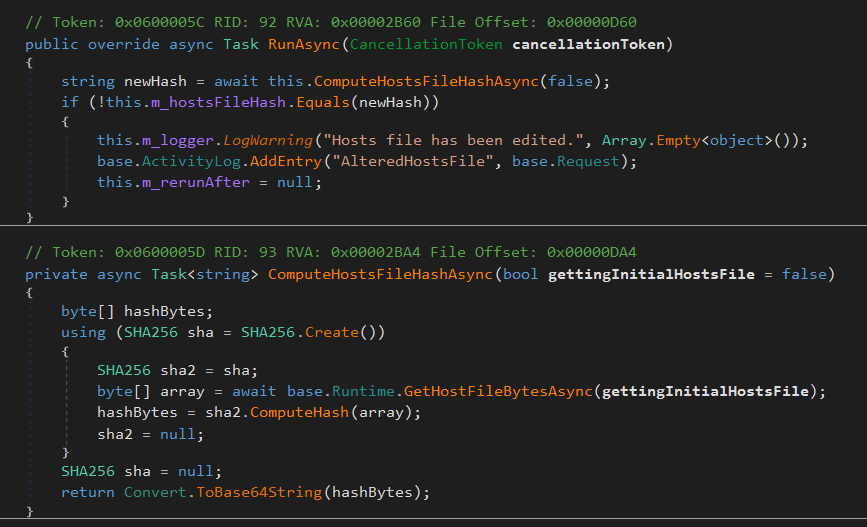 // Token: 0x0600005C RID: 92 RVA: 0x00002B60 File Offset: 0x00000D60
public override async Task RunAsync(CancellationToken cancellationToken)
{
string newHash = await this.ComputeHostsFileHashAsync(false);
if (!this.m_hostsFileHash.Equals(newHash))
{
this.m_logger.LogWarning("Hosts file has been edited.", Array.Empty<object>());
base.ActivityLog.AddEntry("AlteredHostsFile", base.Request);
this.m_rerunAfter = null;
}
}
// Token: 0x0600005D RID: 93 RVA: 0x00002BA4 File Offset: 0x00000DA4
private async Task<string> ComputeHostsFileHashAsync(bool gettingInitialHostsFile = false)
{
byte[] hashBytes;
using (SHA256 sha = SHA256.Create())
{
SHA256 sha2 = sha;
byte[] array = await base.Runtime.GetHostFileBytesAsync(gettingInitialHostsFile);
hashBytes = sha2.ComputeHash(array);
sha2 = null;
}
SHA256 sha = null;
return Convert.ToBase64String(hashBytes);
}